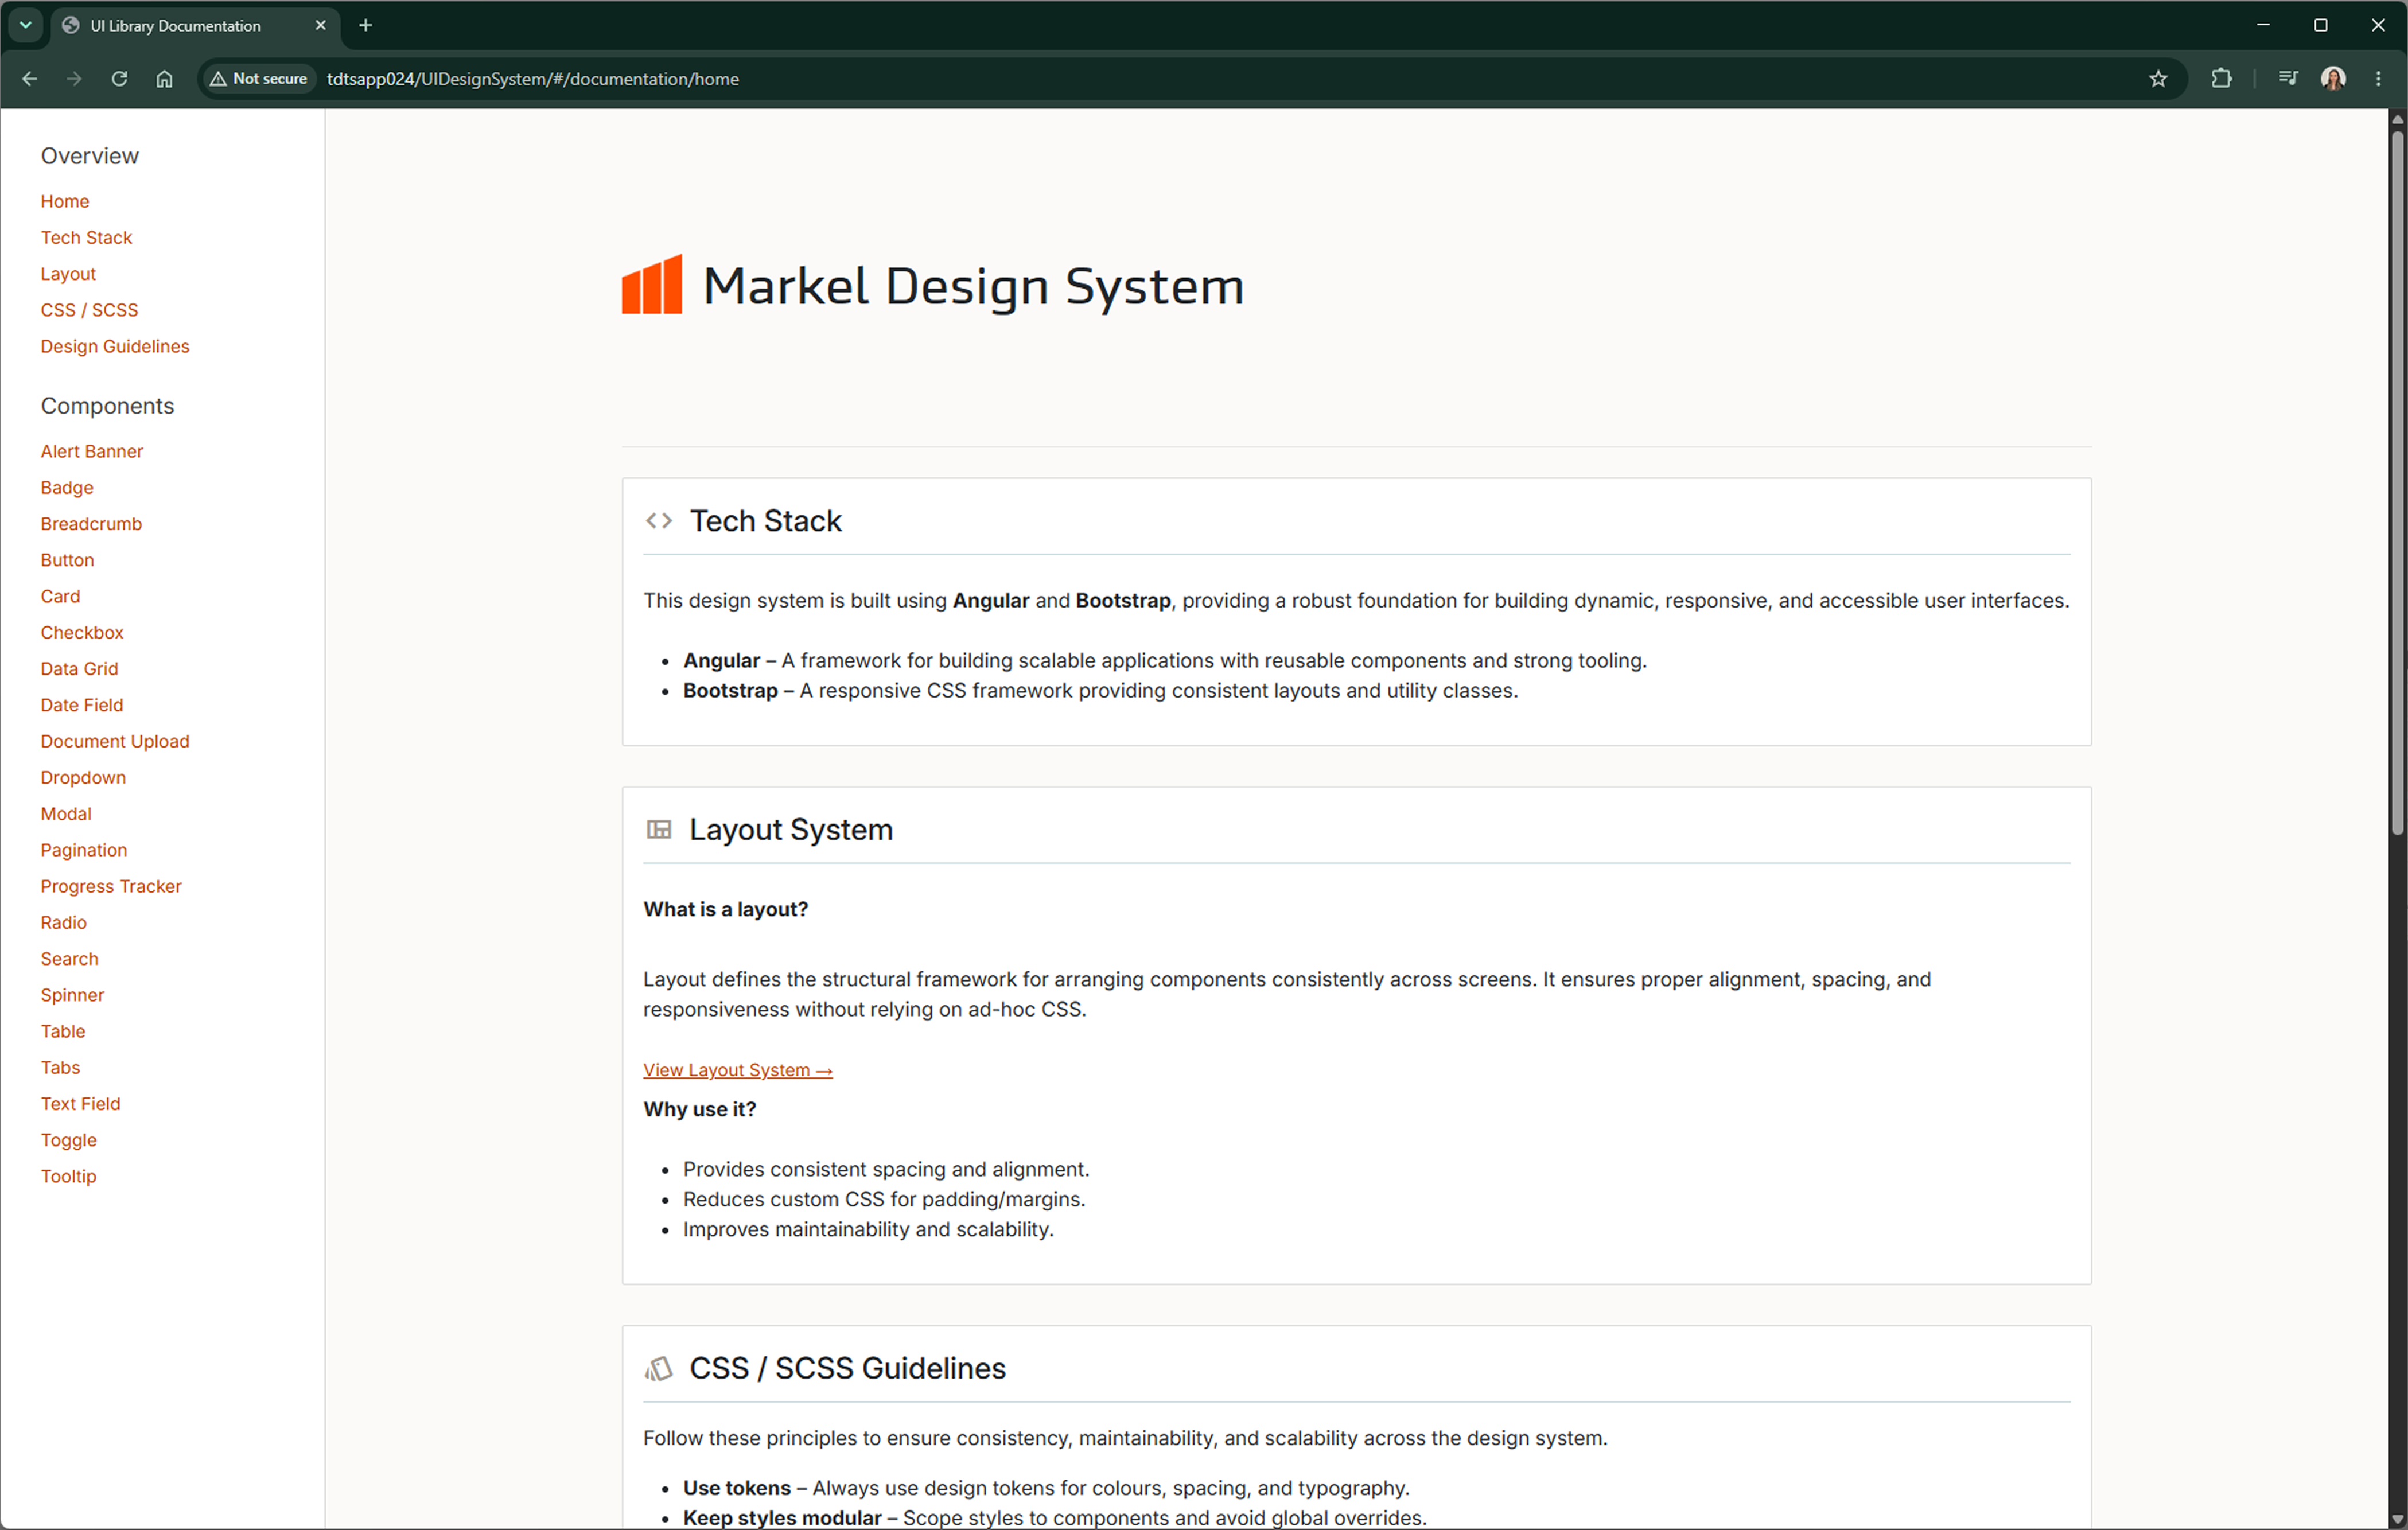 UI Library Documentation
Not secure
tdtsapp024/UIDesignSystem/#/documentation/home
Overview
Home
Tech Stack
Layout
CSS / SCSS
Design Guidelines
Components
Alert Banner
Badge
Breadcrumb
Button
Card
Checkbox
Data Grid
Date Field
Document Upload
Dropdown
Modal
Pagination
Progress Tracker
Radio
Search
Spinner
Table
Tabs
Text Field
Toggle
Tooltip
Markel Design System
Tech Stack
This design system is built using Angular and Bootstrap, providing a robust foundation for building dynamic, responsive, and accessible user interfaces.
• Angular – A framework for building scalable applications with reusable components and strong tooling.
• Bootstrap – A responsive CSS framework providing consistent layouts and utility classes.
Layout System
What is a layout?
Layout defines the structural framework for arranging components consistently across screens. It ensures proper alignment, spacing, and
responsiveness without relying on ad-hoc CSS.
View Layout System →
Why use it?
• Provides consistent spacing and alignment.
• Reduces custom CSS for padding/margins.
• Improves maintainability and scalability.
CSS / SCSS Guidelines
Follow these principles to ensure consistency, maintainability, and scalability across the design system.
• Use tokens – Always use design tokens for colours, spacing, and typography.
• Keep styles modular – Scope styles to components and avoid global overrides.